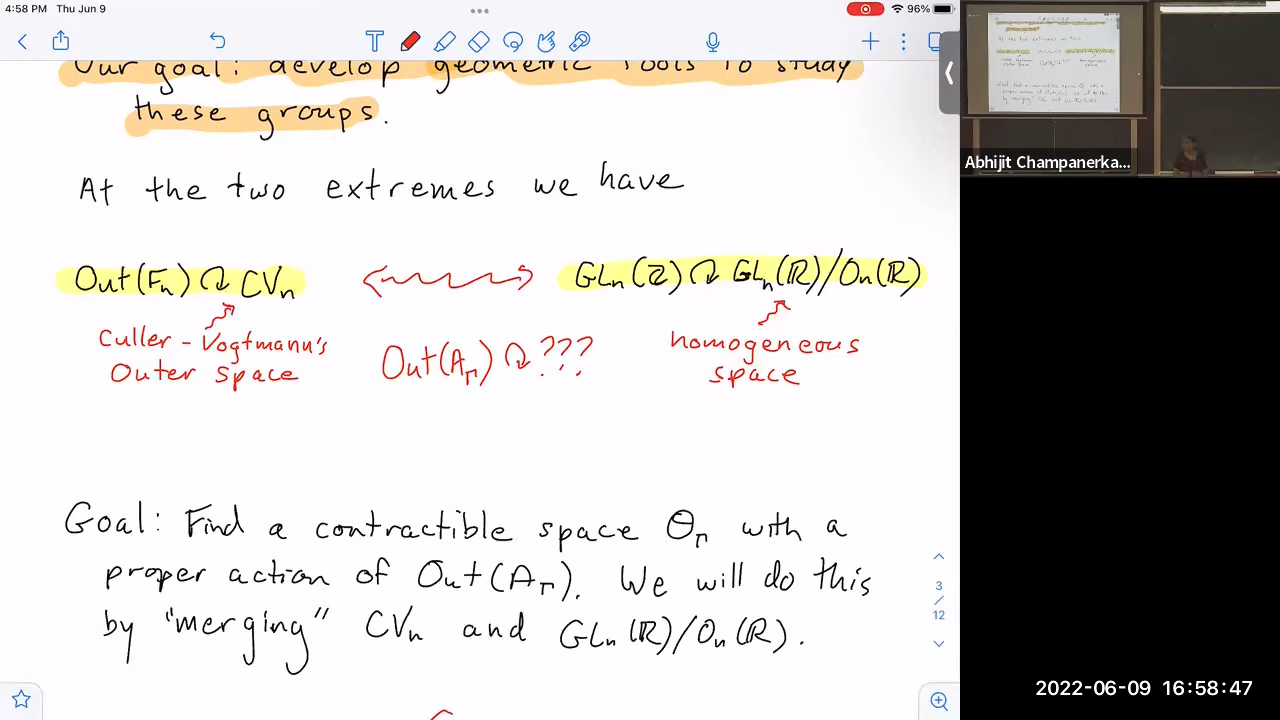 4:58 PM Thu Jun 9
96%
Our goal: develop geometric tools to study
these groups.
At the two extremes we have
Out(Fn) ↷ CVn
GLn(ℤ) ↷ GLn(ℝ)/On(ℝ)
Culler-Vogtmann's
Outer space
Out(A_Γ) ↷ ???
homogeneous
space
Goal: Find a contractible space Θ_Γ with a
proper action of Out(A_Γ). We will do this
by "merging" CVn and GLn(ℝ)/On(ℝ).
3
/
12
Abhijit Champanerka...
2022-06-09 16:58:47